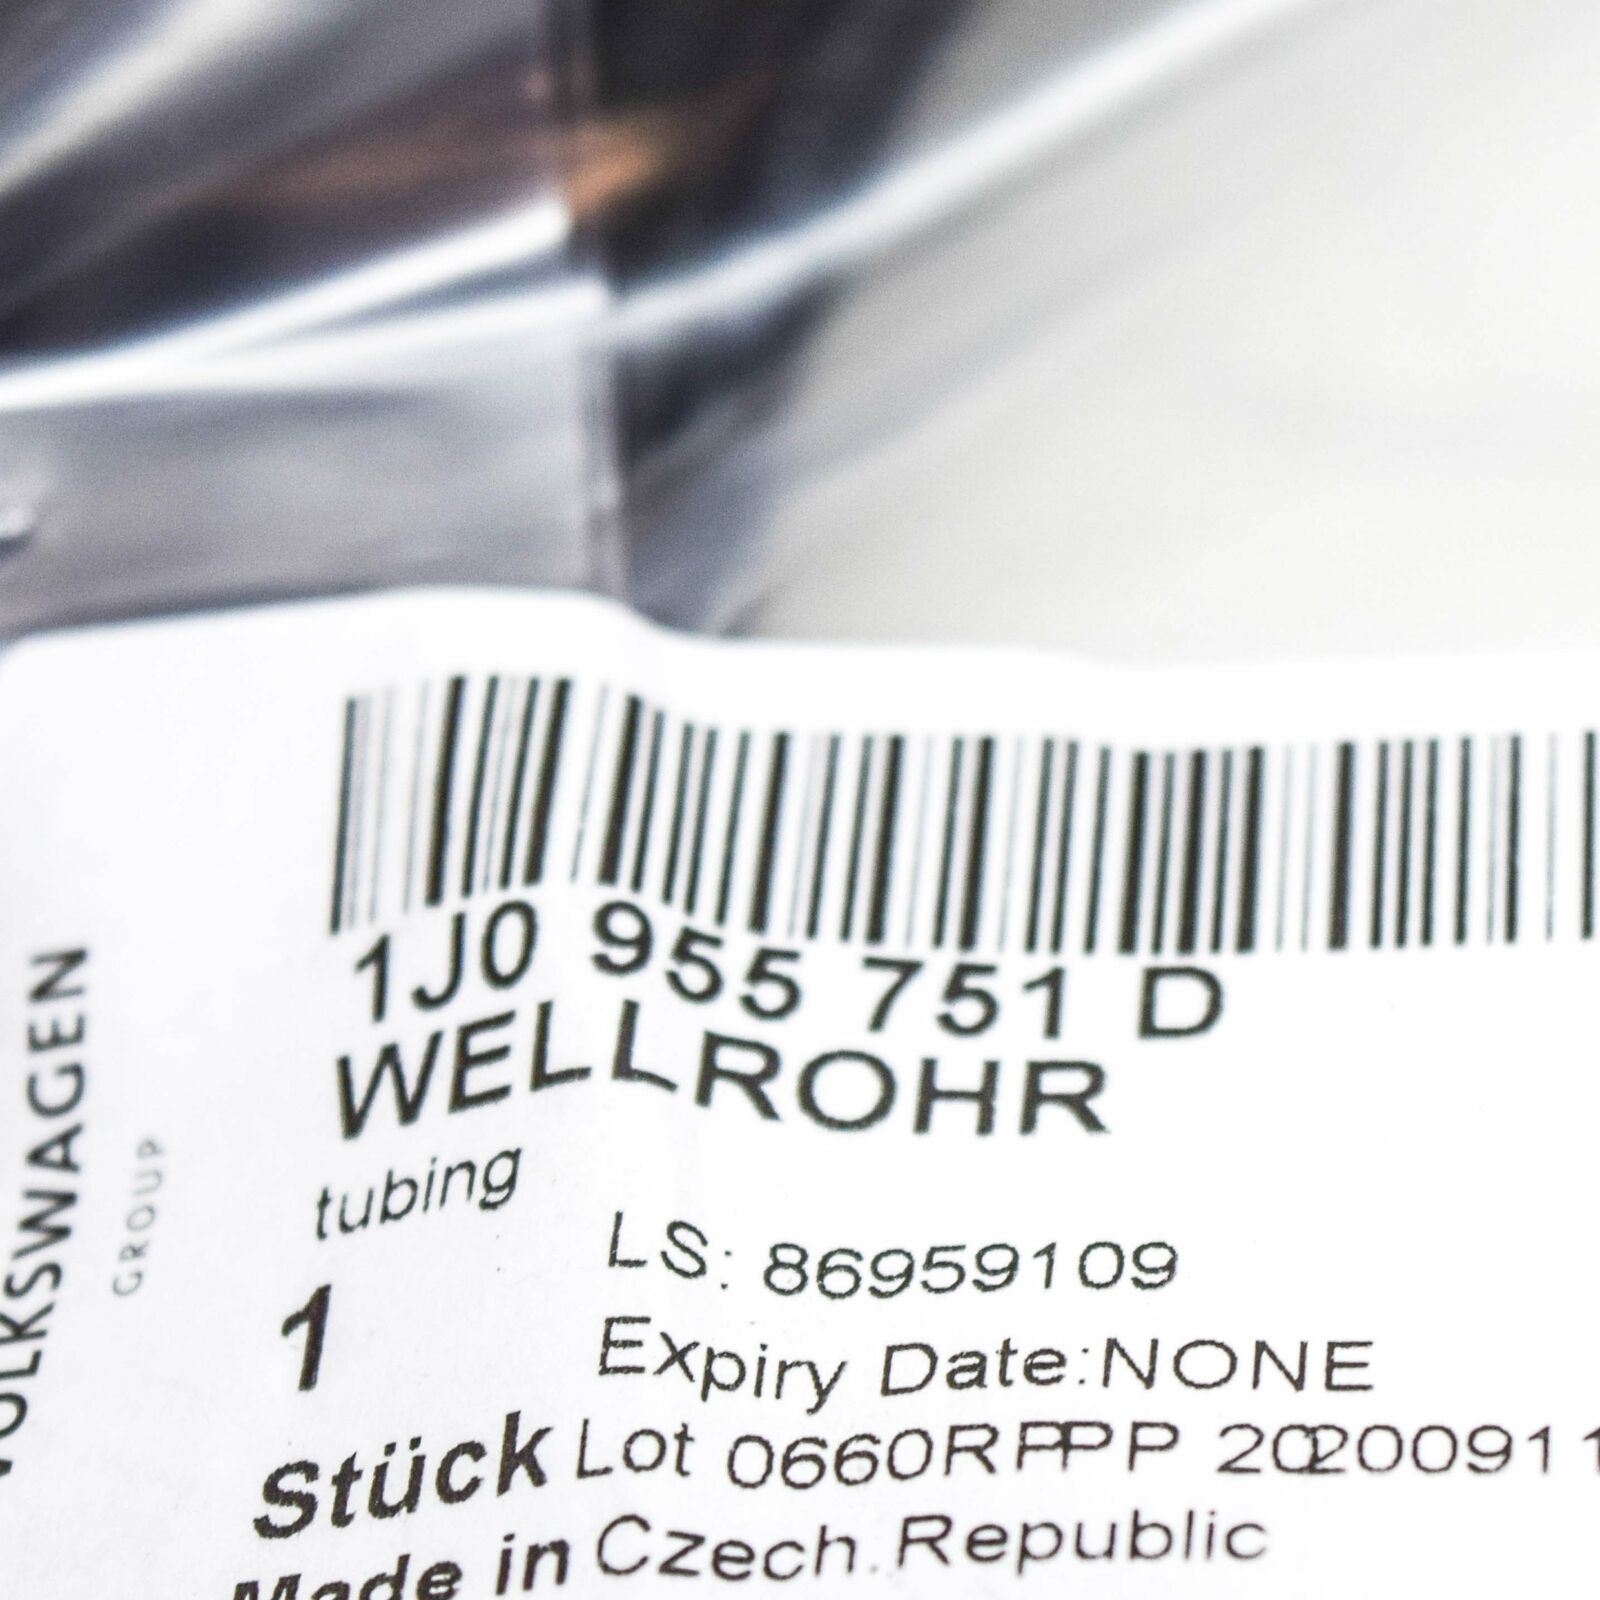 1J0 955 751 D
WELLROHR
tubing
1
LS: 86959109
Expiry Date:NONE
Stück Lot 0660RPPP 20200911
Made in Czech Republic
VOLKSWAGEN
GROUP